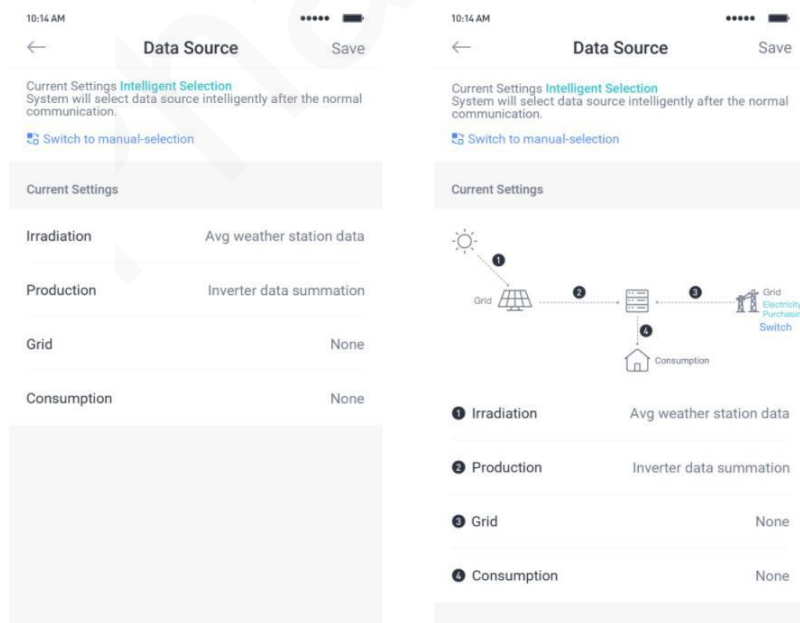 10:14 AM
Data Source
Save
Current Settings Intelligent Selection
System will select data source intelligently after the normal
communication.
Switch to manual-selection
Current Settings
Irradiation Avg weather station data
Production Inverter data summation
Grid None
Consumption None
10:14 AM
Data Source
Save
Current Settings Intelligent Selection
System will select data source intelligently after the normal
communication.
Switch to manual-selection
Current Settings
1
Grid
2
3
Grid
Electricity
Switch
4
Consumption
1 Irradiation Avg weather station data
2 Production Inverter data summation
3 Grid None
4 Consumption None